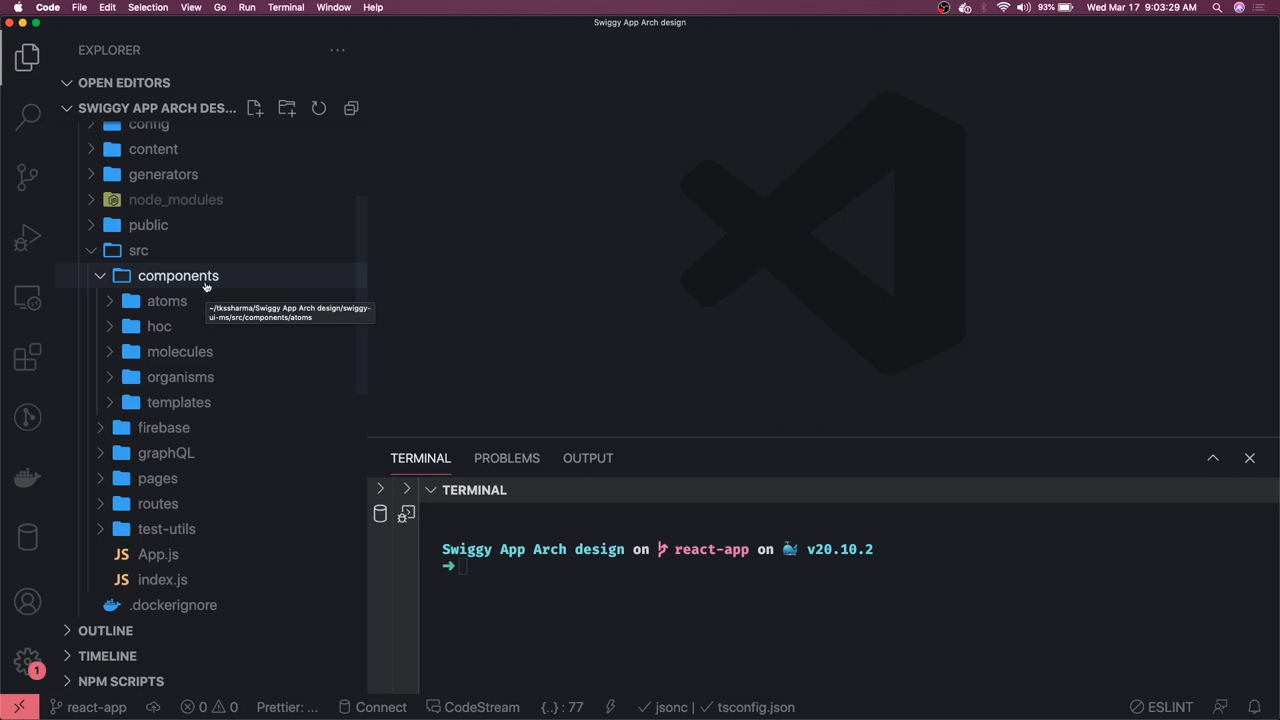 Code File Edit Selection View Go Run Terminal Window Help 93% Wed Mar 17 9:03:29 AM
Swiggy App Arch design
EXPLORER
OPEN EDITORS
SWIGGY APP ARCH DES...
config
content
generators
node_modules
public
src
components
atoms
~/tkssharma/Swiggy App Arch design/swiggy-
ui-ms/src/components/atoms
hoc
molecules
organisms
templates
firebase
graphQL
pages
routes
test-utils
JS App.js
JS index.js
.dockerignore
OUTLINE
TIMELINE
NPM SCRIPTS
TERMINAL PROBLEMS OUTPUT
TERMINAL
Swiggy App Arch design on react-app on 🐳 v20.10.2
➜
1
react-app 0 0 Prettier: ... Connect CodeStream {..} : 77 ✓ jsonc ✓ tsconfig.json ESLINT